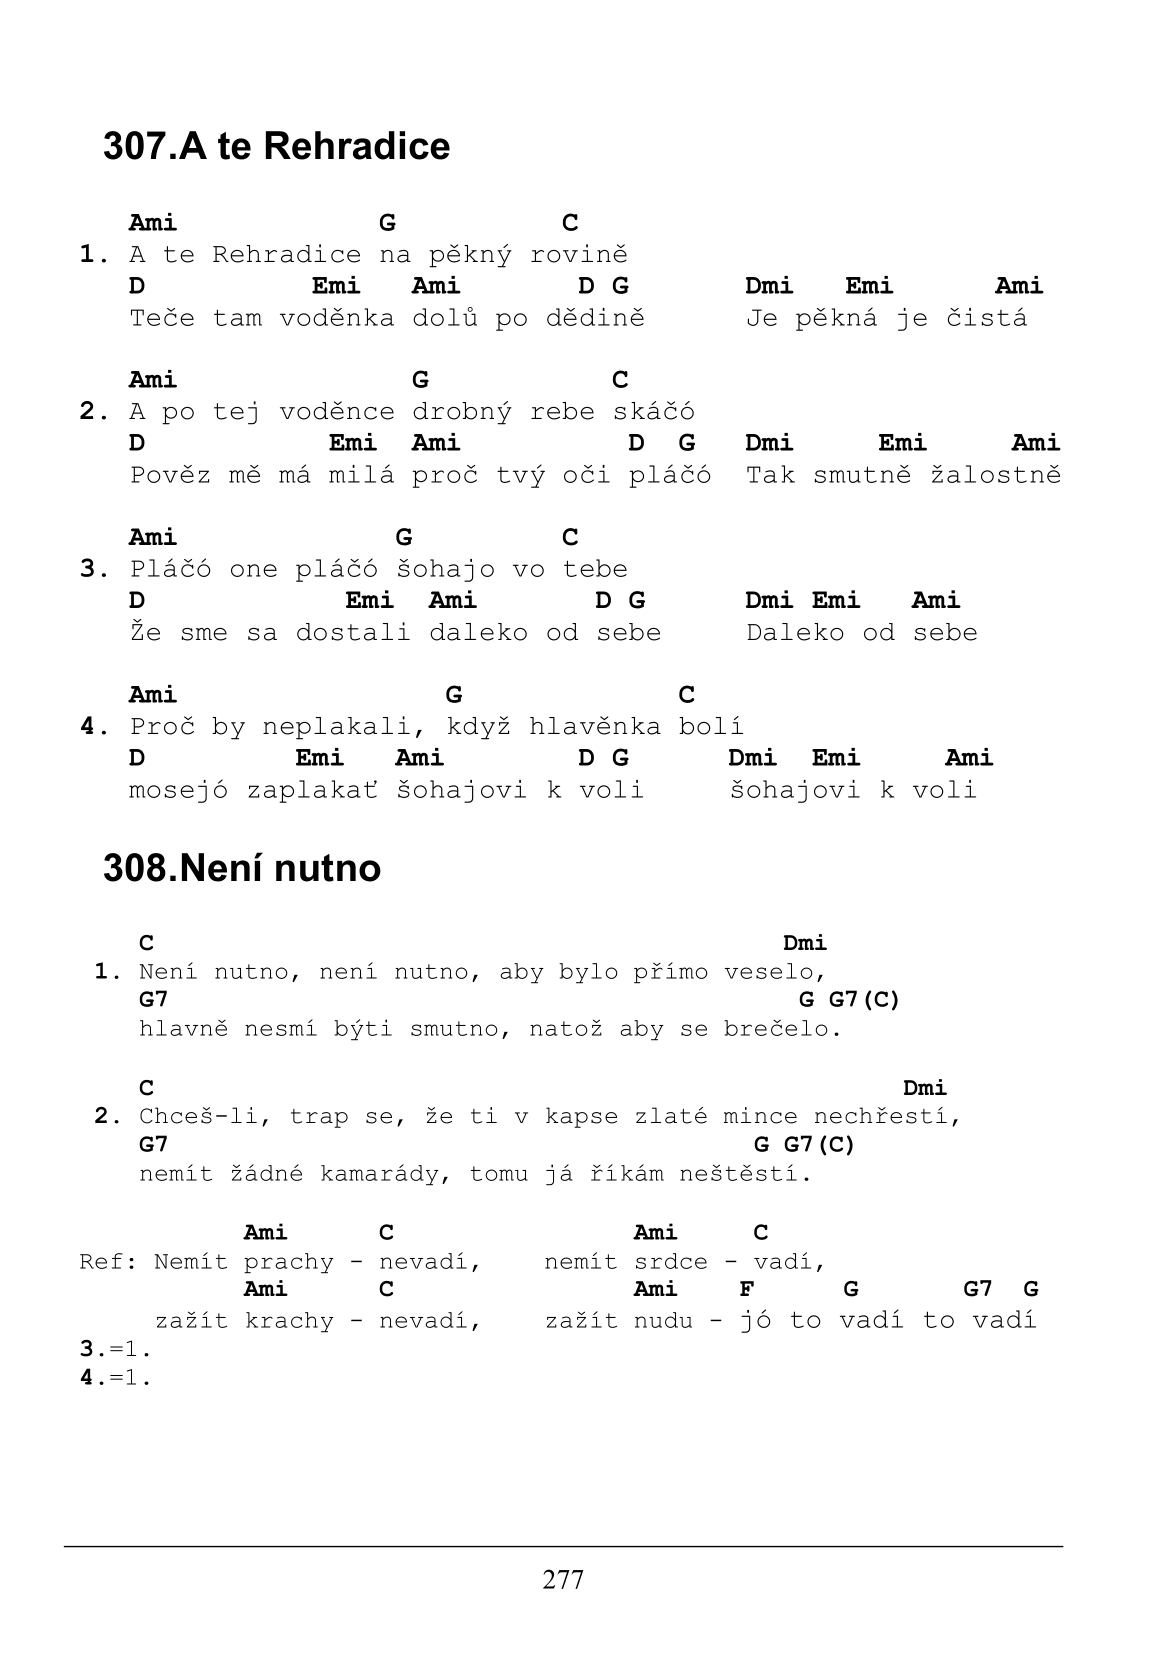 307.A te Rehradice
   Ami            G          C
1. A te Rehradice na pěkný rovině
   D          Emi   Ami       D G       Dmi   Emi      Ami
   Teče tam voděnka dolů po dědině      Je pěkná je čistá
   Ami              G           C
2. A po tej voděnce drobný rebe skáčó
   D           Emi  Ami          D  G   Dmi     Emi     Ami
   Pověz mě má milá proč tvý oči pláčó  Tak smutně žalostně
   Ami             G         C
3. Pláčó one pláčó šohajo vo tebe
   D            Emi  Ami       D G      Dmi Emi   Ami
   Že sme sa dostali daleko od sebe     Daleko od sebe
   Ami                G             C
4. Proč by neplakali, když hlavěnka bolí
   D         Emi   Ami        D G      Dmi  Emi     Ami
   mosejó zaplakať šohajovi k voli     šohajovi k voli
308.Není nutno
    C                                          Dmi
 1. Není nutno, není nutno, aby bylo přímo veselo,
    G7                                          G G7(C)
    hlavně nesmí býti smutno, natož aby se brečelo.
    C                                                  Dmi
 2. Chceš-li, trap se, že ti v kapse zlaté mince nechřestí,
    G7                                       G G7(C)
    nemít žádné kamarády, tomu já říkám neštěstí.
           Ami      C                Ami     C
Ref: Nemít prachy - nevadí,    nemít srdce - vadí,
           Ami      C                Ami    F      G       G7  G
     zažít krachy - nevadí,    zažít nudu - jó to vadí to vadí
3.=1.
4.=1.
277